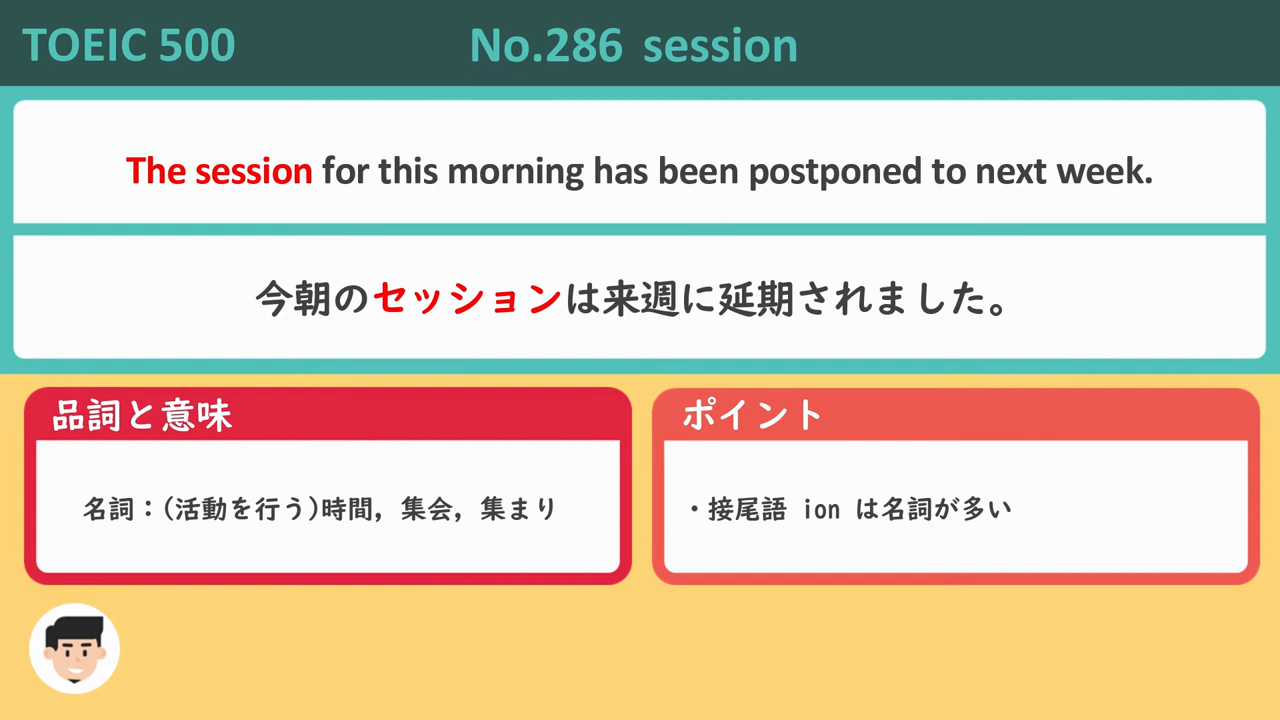 TOEIC 500
No.286 session
The session for this morning has been postponed to next week.
今朝のセッションは来週に延期されました。
品詞と意味
名詞：(活動を行う)時間, 集会, 集まり
ポイント
・接尾語 ion は名詞が多い